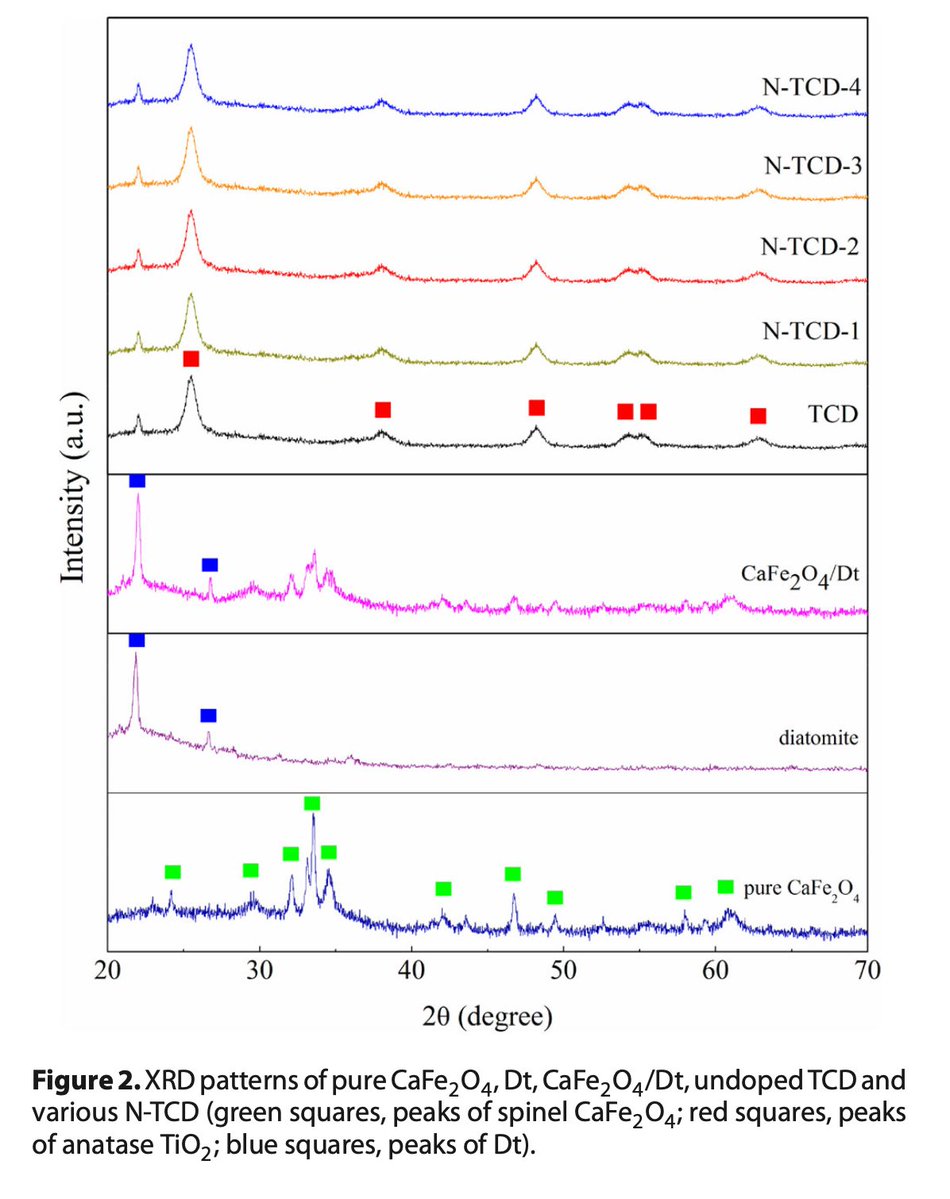 N-TCD-4
N-TCD-3
N-TCD-2
N-TCD-1
TCD
CaFe₂O₄/Dt
diatomite
pure CaFe₂O₄
Intensity (a.u.)
20 30 40 50 60 70
2θ (degree)
Figure 2. XRD patterns of pure CaFe₂O₄, Dt, CaFe₂O₄/Dt, undoped TCD and
various N-TCD (green squares, peaks of spinel CaFe₂O₄; red squares, peaks
of anatase TiO₂; blue squares, peaks of Dt).